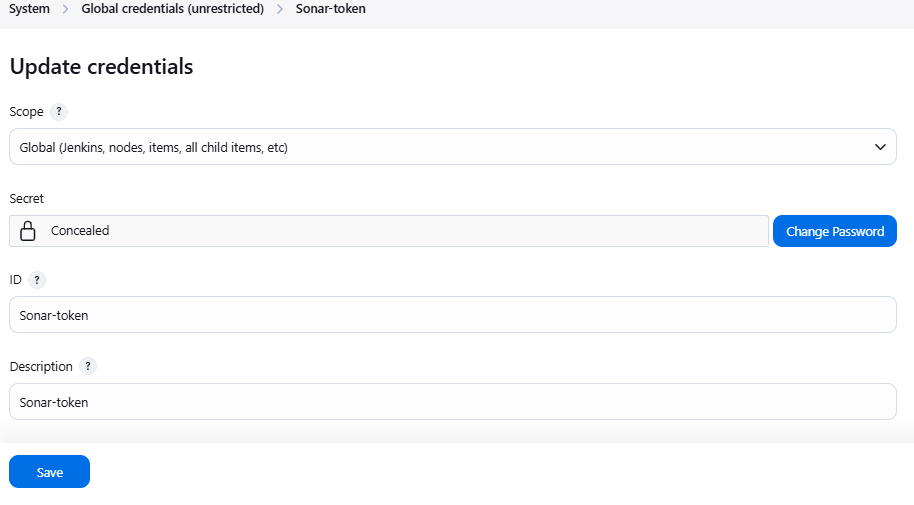 System > Global credentials (unrestricted) > Sonar-token
Update credentials
Scope ?
Global (Jenkins, nodes, items, all child items, etc)
Secret
Concealed Change Password
ID ?
Sonar-token
Description ?
Sonar-token
Save